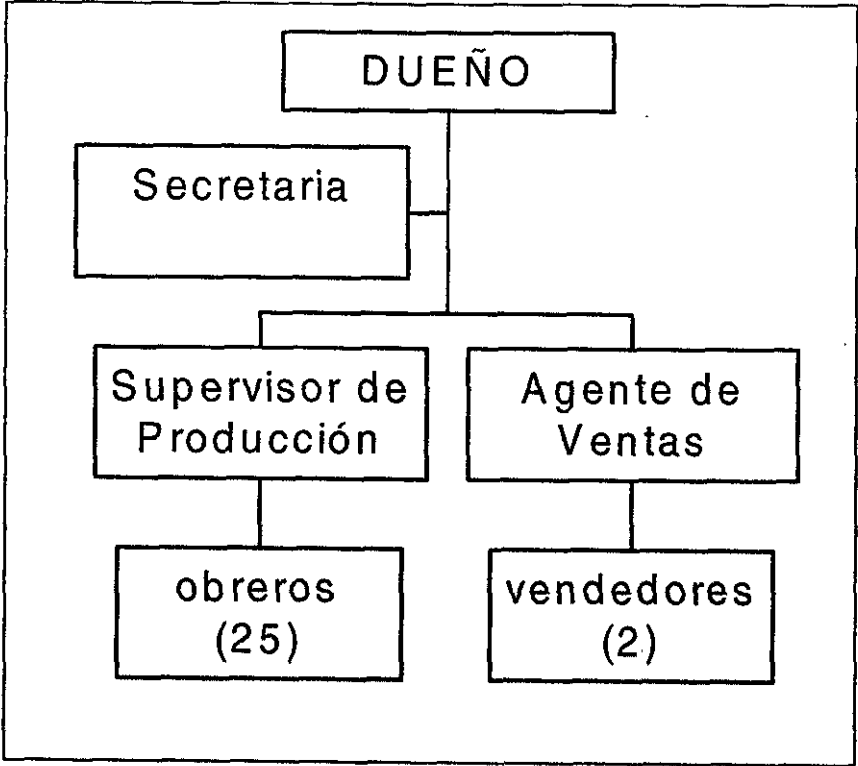 DUEÑO
Secretaria
Supervisor de
Producción
Agente de
Ventas
obreros
(25)
vendedores
(2)